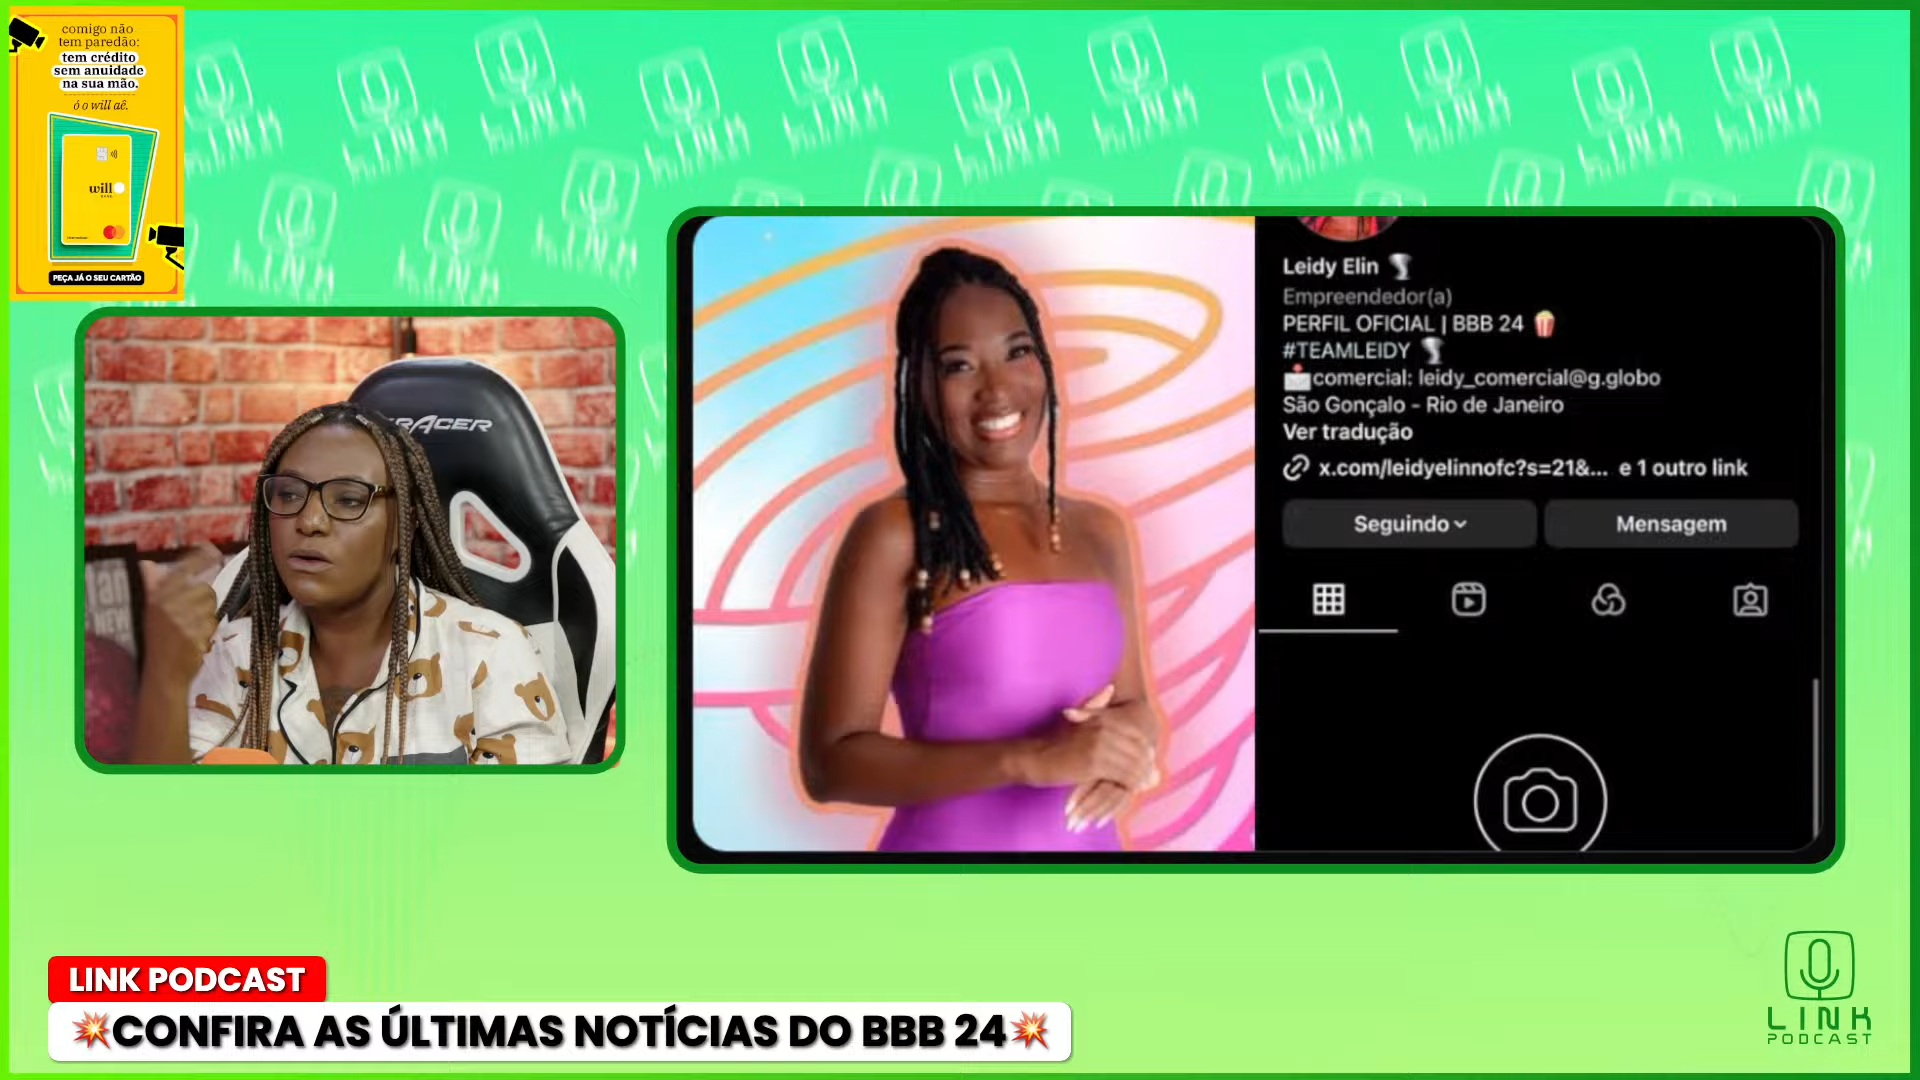 comigo não
tem paredão:
tem crédito
sem anuidade
na sua mão.
ó o will aê.
will
BANK
PEÇA JÁ O SEU CARTÃO
Leidy Elin
Empreendedor(a)
PERFIL OFICIAL | BBB 24
#TEAMLEIDY
comercial: leidy_comercial@g.globo
São Gonçalo - Rio de Janeiro
Ver tradução
x.com/leidyelinnofc?s=21&... e 1 outro link
Seguindo
Mensagem
LINK PODCAST
CONFIRA AS ÚLTIMAS NOTÍCIAS DO BBB 24
LINK
PODCAST